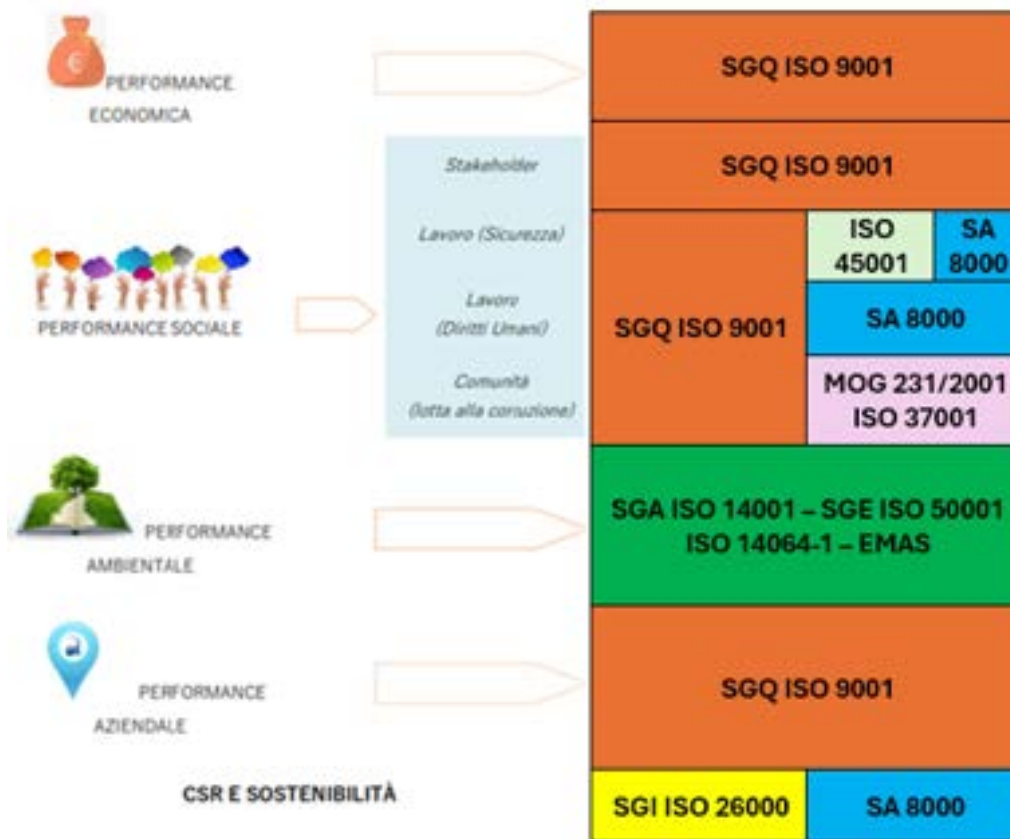 €
PERFORMANCE
ECONOMICA
SGQ ISO 9001
Stakeholder
SGQ ISO 9001
Lavoro (Sicurezza)
ISO
45001
SA
8000
PERFORMANCE SOCIALE
Lavoro
(Diritti Umani)
SGQ ISO 9001
SA 8000
Comunità
(lotta alla corruzione)
MOG 231/2001
ISO 37001
PERFORMANCE
AMBIENTALE
SGA ISO 14001 – SGE ISO 50001
ISO 14064-1 – EMAS
PERFORMANCE
AZIENDALE
SGQ ISO 9001
CSR E SOSTENIBILITÀ
SGI ISO 26000
SA 8000